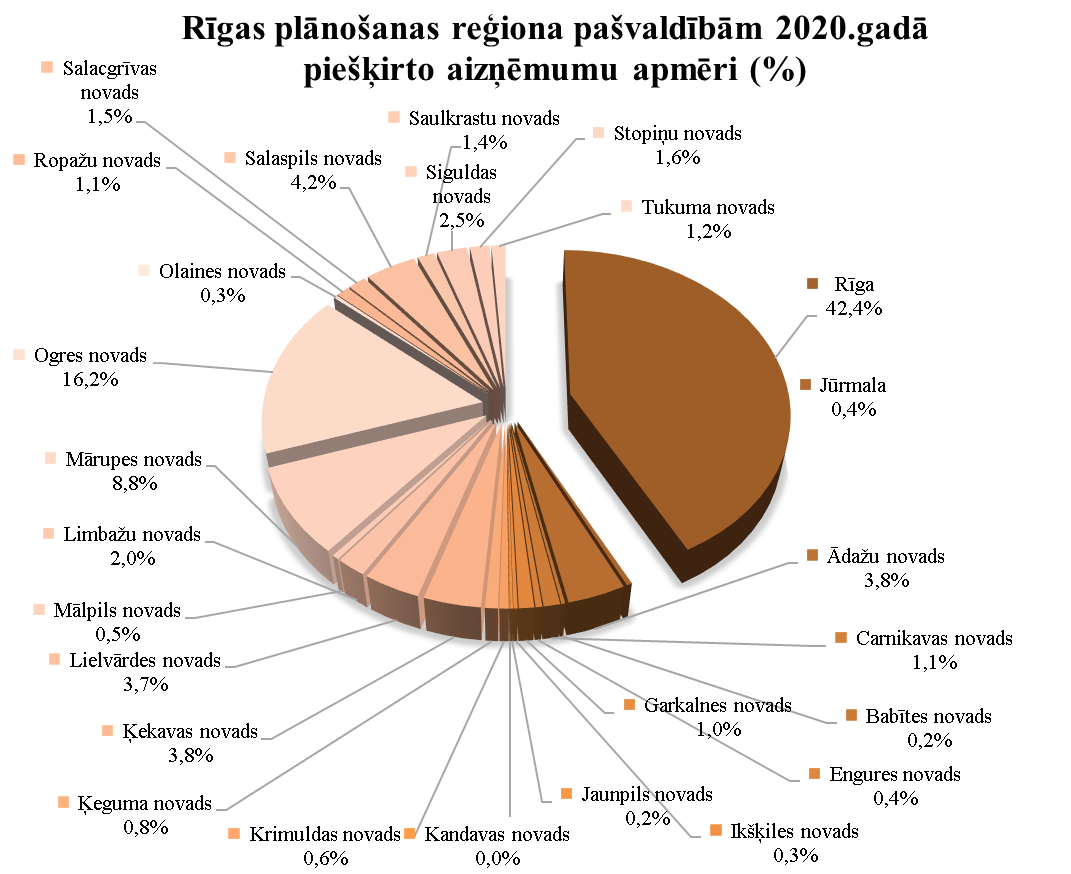 Rīgas plānošanas reģiona pašvaldībām 2020.gadā
piešķirto aizņēmumu apmēri (%)
Salacgrīvas
novads
1,5%
Ropažu novads
1,1%
Salaspils novads
4,2%
Saulkrastu novads
1,4%
Siguldas
novads
2,5%
Stopiņu novads
1,6%
Tukuma novads
1,2%
Olaines novads
0,3%
Rīga
42,4%
Ogres novads
16,2%
Jūrmala
0,4%
Mārupes novads
8,8%
Limbažu novads
2,0%
Ādažu novads
3,8%
Mālpils novads
0,5%
Carnikavas novads
1,1%
Lielvārdes novads
3,7%
Garkalnes novads
1,0%
Babītes novads
0,2%
Ķekavas novads
3,8%
Engures novads
0,4%
Ķeguma novads
0,8%
Jaunpils novads
0,2%
Krimuldas novads
0,6%
Kandavas novads
0,0%
Ikšķiles novads
0,3%